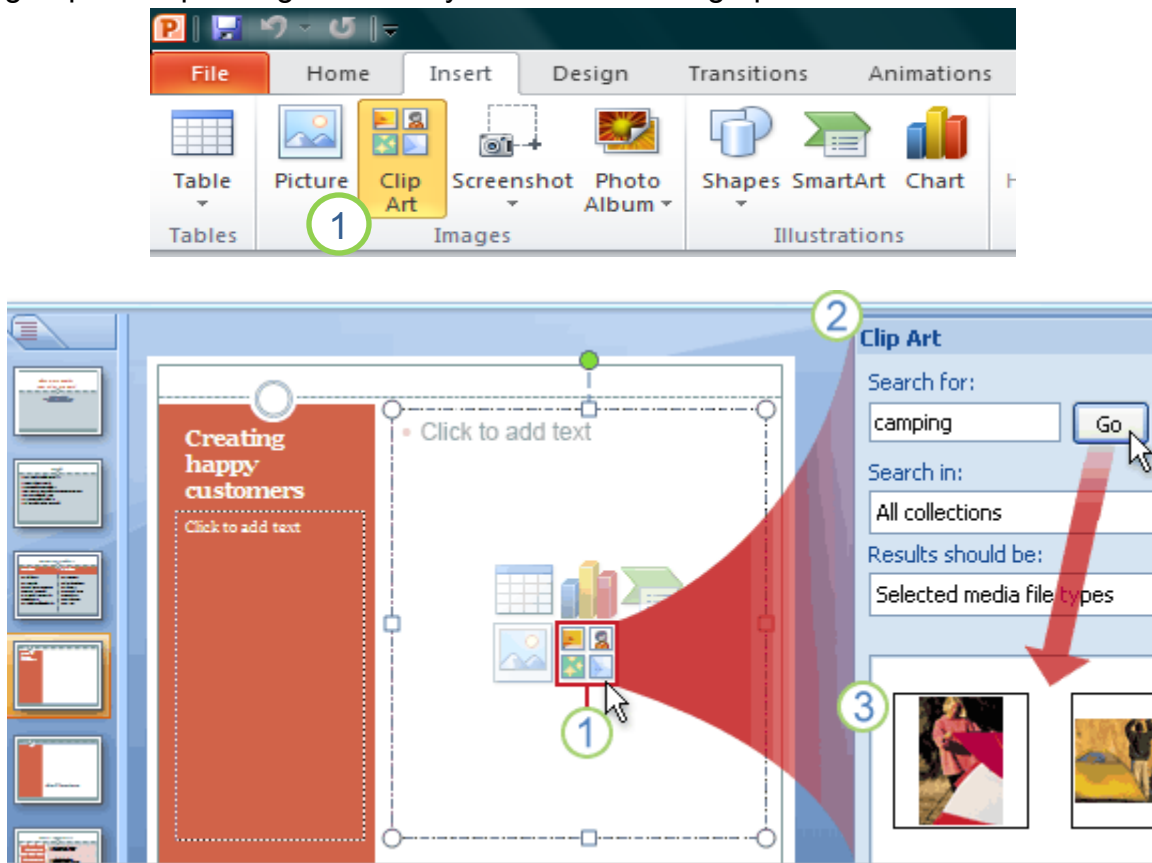 File Home Insert Design Transitions Animations
Table Picture Clip Art Screenshot Photo Album Shapes SmartArt Chart
1
Tables Images Illustrations
2
Clip Art
Search for:
camping Go
Search in:
All collections
Results should be:
Selected media file types
3
Creating
happy
customers
Click to add text
Click to add text
1